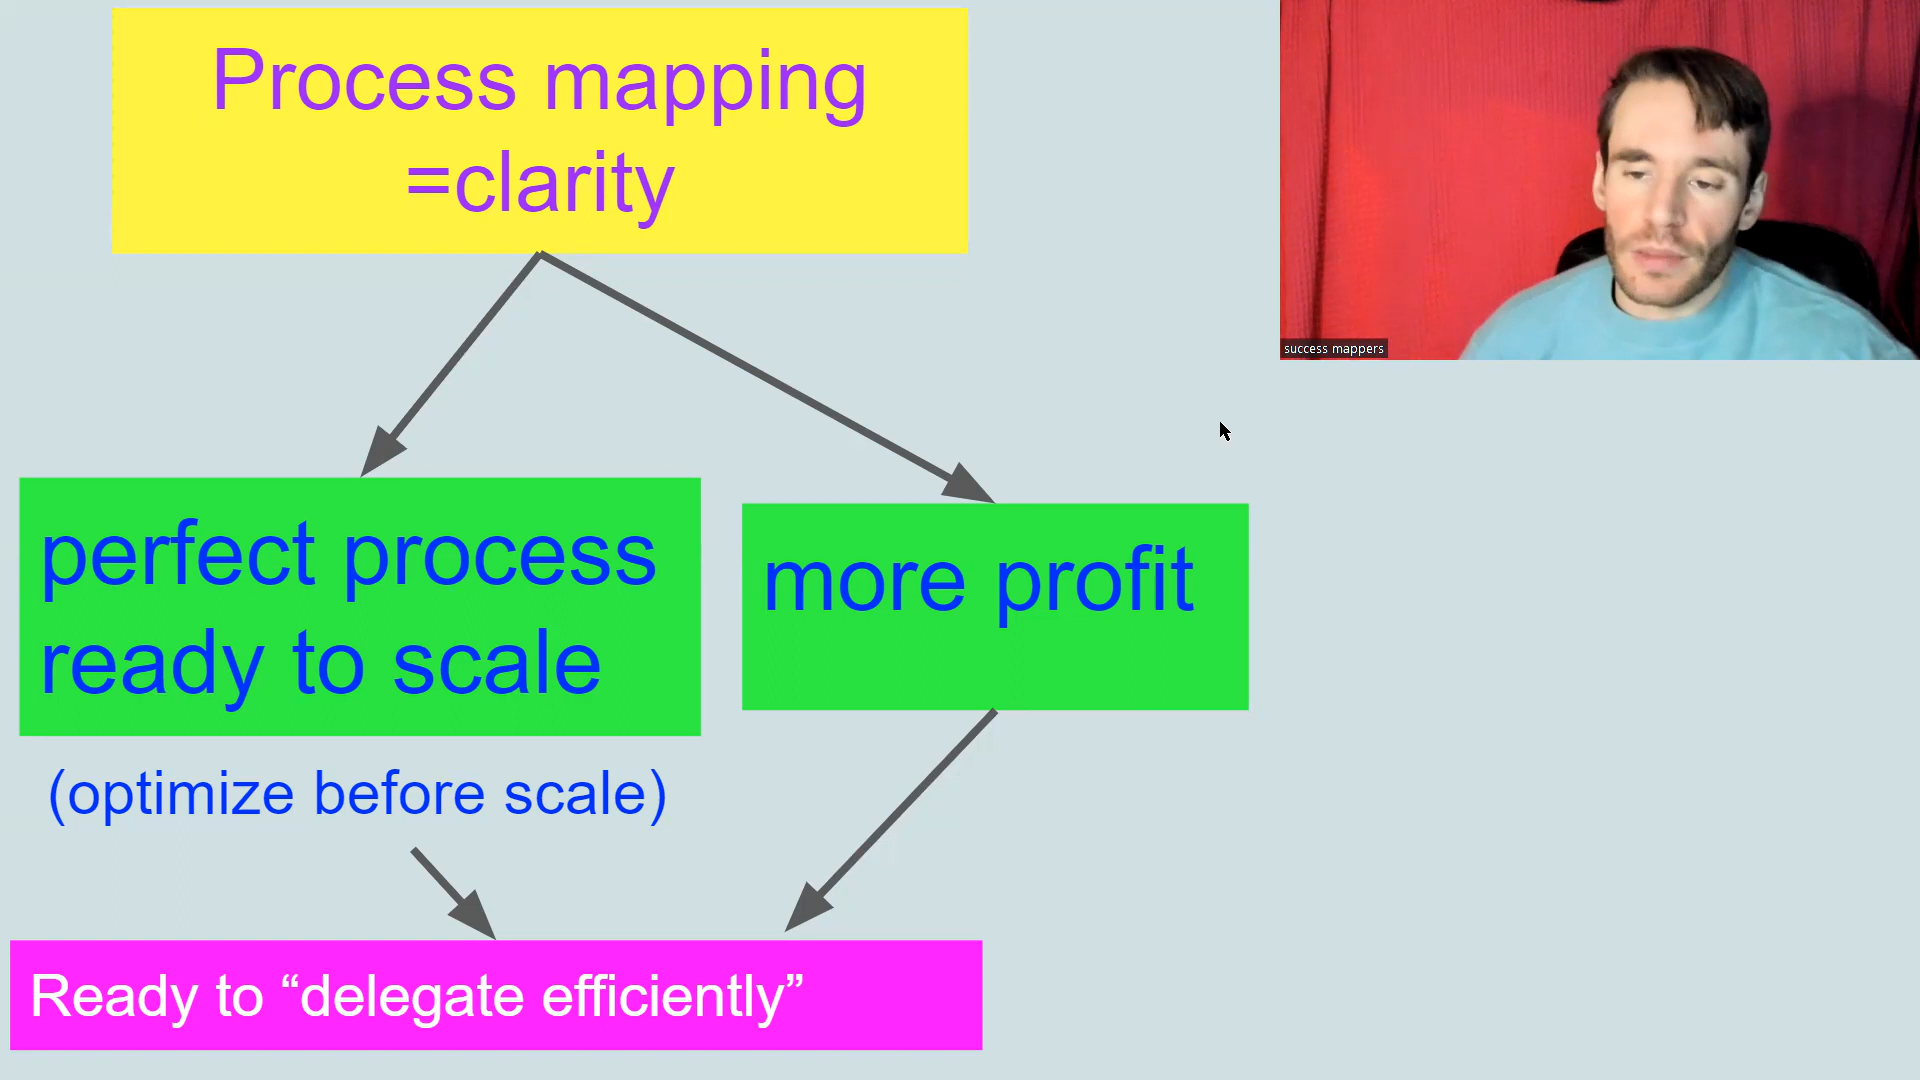 Process mapping
=clarity
success mappers
perfect process
ready to scale
more profit
(optimize before scale)
Ready to “delegate efficiently”